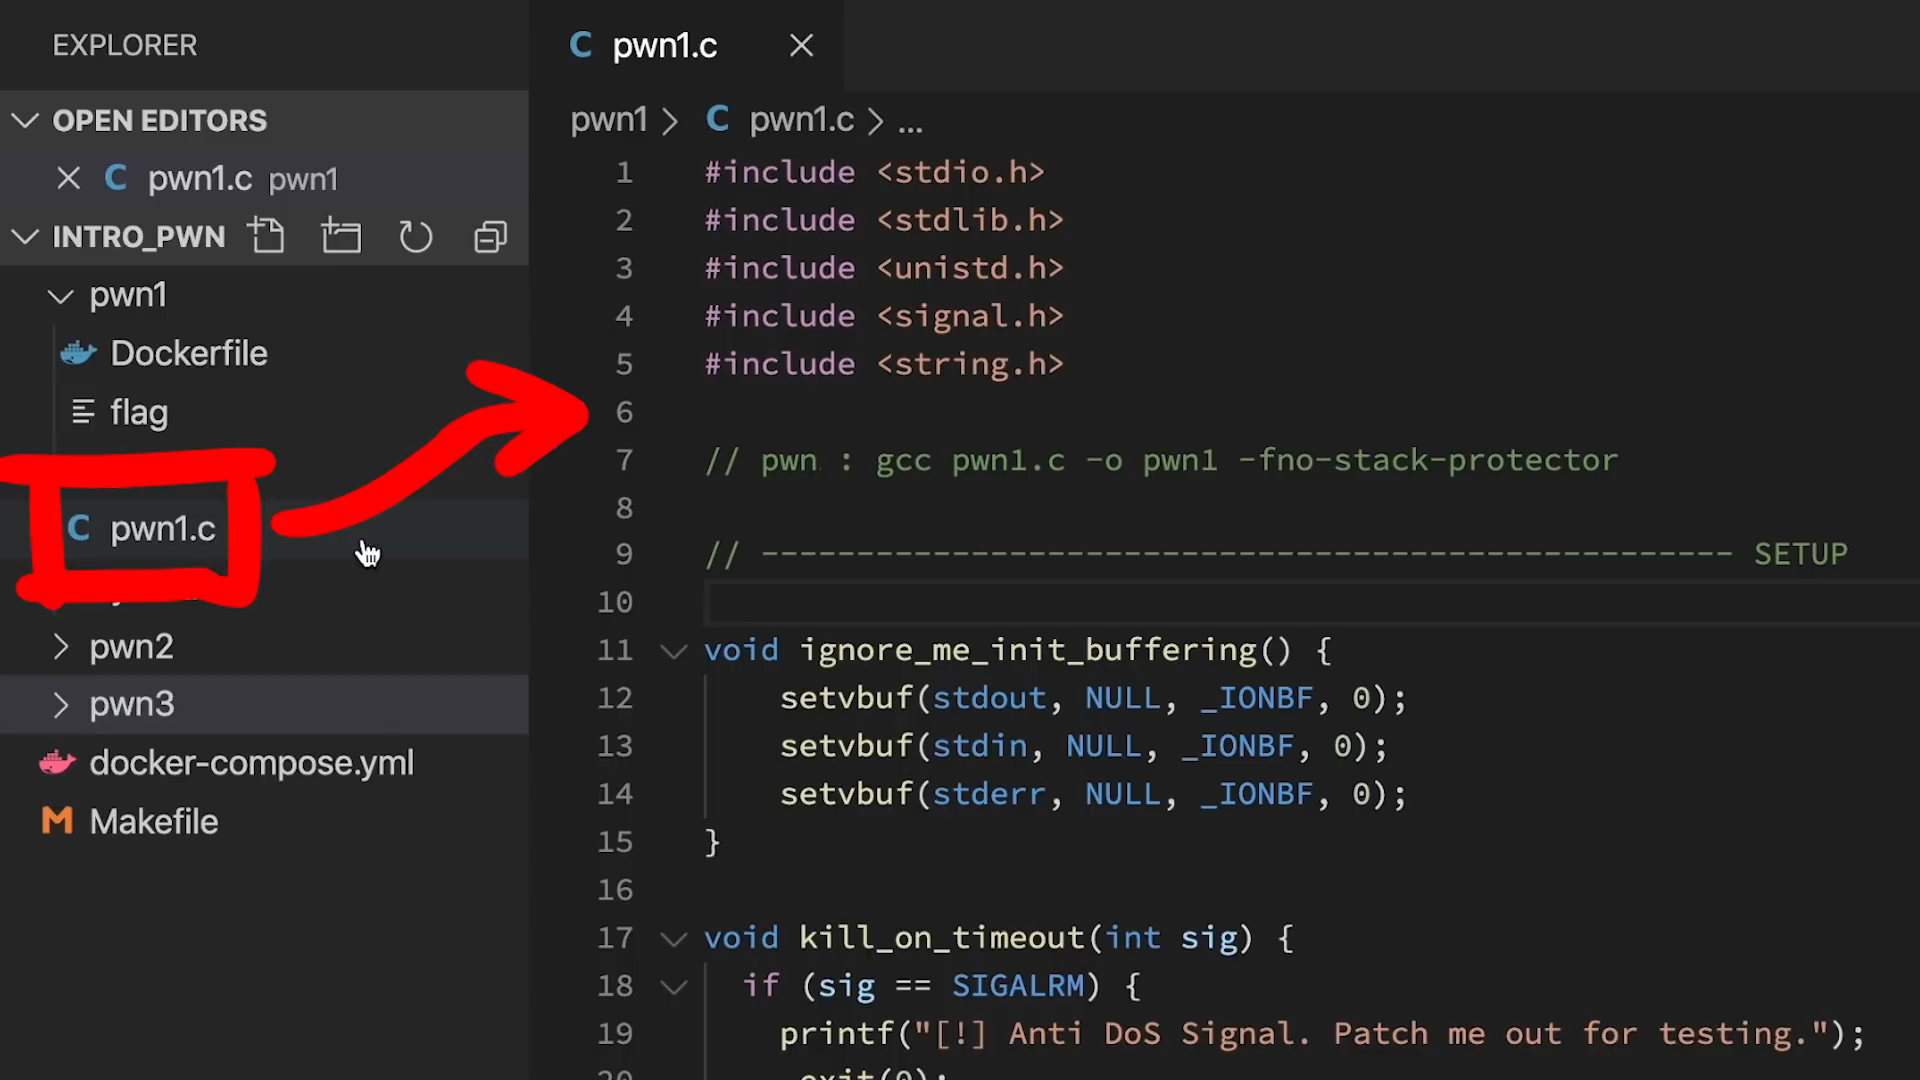 EXPLORER
OPEN EDITORS
C pwn1.c pwn1
INTRO_PWN
pwn1
Dockerfile
flag
C pwn1.c
pwn2
pwn3
docker-compose.yml
M Makefile
C pwn1.c
pwn1 > C pwn1.c > ...
1 #include <stdio.h>
2 #include <stdlib.h>
3 #include <unistd.h>
4 #include <signal.h>
5 #include <string.h>
6
7 // pwn : gcc pwn1.c -o pwn1 -fno-stack-protector
8
9 // --------------------------------------------------- SETUP
10
11 void ignore_me_init_buffering() {
12 setvbuf(stdout, NULL, _IONBF, 0);
13 setvbuf(stdin, NULL, _IONBF, 0);
14 setvbuf(stderr, NULL, _IONBF, 0);
15 }
16
17 void kill_on_timeout(int sig) {
18 if (sig == SIGALRM) {
19 printf("[!] Anti DoS Signal. Patch me out for testing.");
20 exit(0);